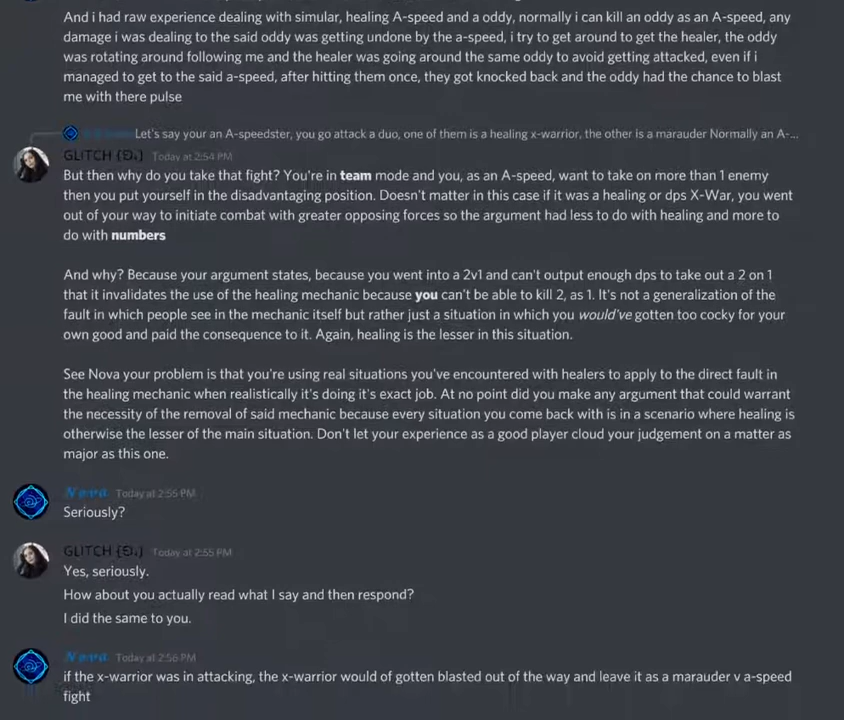 And i had raw experience dealing with simular, healing A-speed and a oddy, normally i can kill an oddy as an A-speed, any
damage i was dealing to the said oddy was getting undone by the a-speed, i try to get around to get the healer, the oddy
was rotating around following me and the healer was going around the same oddy to avoid getting attacked, even if i
managed to get to the said a-speed, after hitting them once, they got knocked back and the oddy had the chance to blast
me with there pulse
Let's say your an A-speedster, you go attack a duo, one of them is a healing x-warrior, the other is a marauder Normally an A-...
GLITCH Today at 2:54 PM
But then why do you take that fight? You're in team mode and you, as an A-speed, want to take on more than 1 enemy
then you put yourself in the disadvantaging position. Doesn't matter in this case if it was a healing or dps X-War, you went
out of your way to initiate combat with greater opposing forces so the argument had less to do with healing and more to
do with numbers
And why? Because your argument states, because you went into a 2v1 and can't output enough dps to take out a 2 on 1
that it invalidates the use of the healing mechanic because you can't be able to kill 2, as 1. It's not a generalization of the
fault in which people see in the mechanic itself but rather just a situation in which you would've gotten too cocky for your
own good and paid the consequence to it. Again, healing is the lesser in this situation.
See Nova your problem is that you're using real situations you've encountered with healers to apply to the direct fault in
the healing mechanic when realistically it's doing it's exact job. At no point did you make any argument that could warrant
the necessity of the removal of said mechanic because every situation you come back with is in a scenario where healing is
otherwise the lesser of the main situation. Don't let your experience as a good player cloud your judgement on a matter as
major as this one.
Nova Today at 2:55 PM
Seriously?
GLITCH Today at 2:55 PM
Yes, seriously.
How about you actually read what I say and then respond?
I did the same to you.
Nova Today at 2:56 PM
if the x-warrior was in attacking, the x-warrior would of gotten blasted out of the way and leave it as a marauder v a-speed
fight